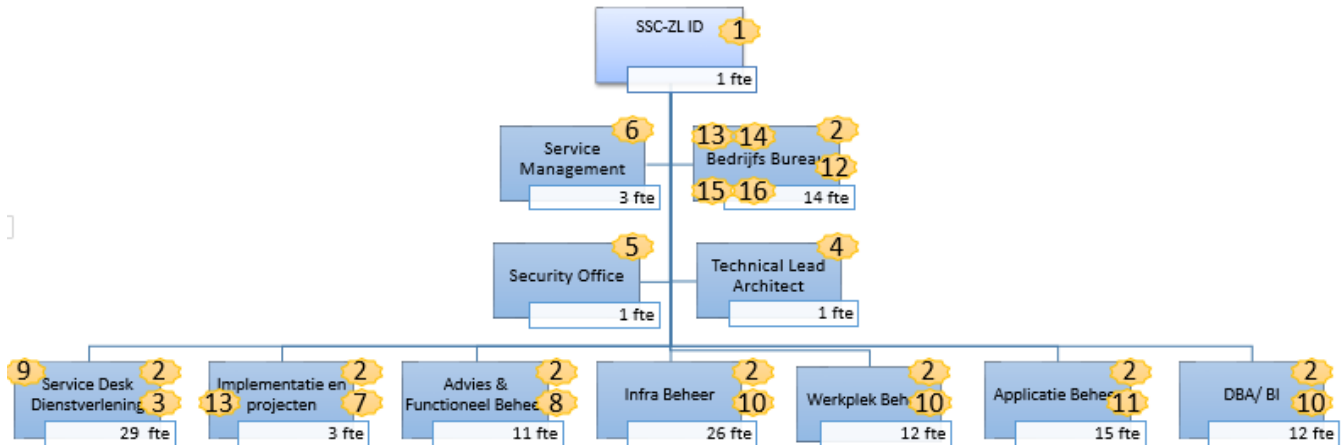 SSC-ZL ID 1
1 fte
6
Service
Management
3 fte
13 14 2
Bedrijfs Bureau
12
15 16
14 fte
5
Security Office
1 fte
4
Technical Lead
Architect
1 fte
9 2
Service Desk
Dienstverlening 3
29 fte
2
Implementatie en
projecten
13 7
3 fte
2
Advies &
Functioneel Behee 8
11 fte
2
Infra Beheer
10
26 fte
2
Werkplek Beh 10
12 fte
2
Applicatie Behee 11
15 fte
2
DBA/ BI 10
12 fte